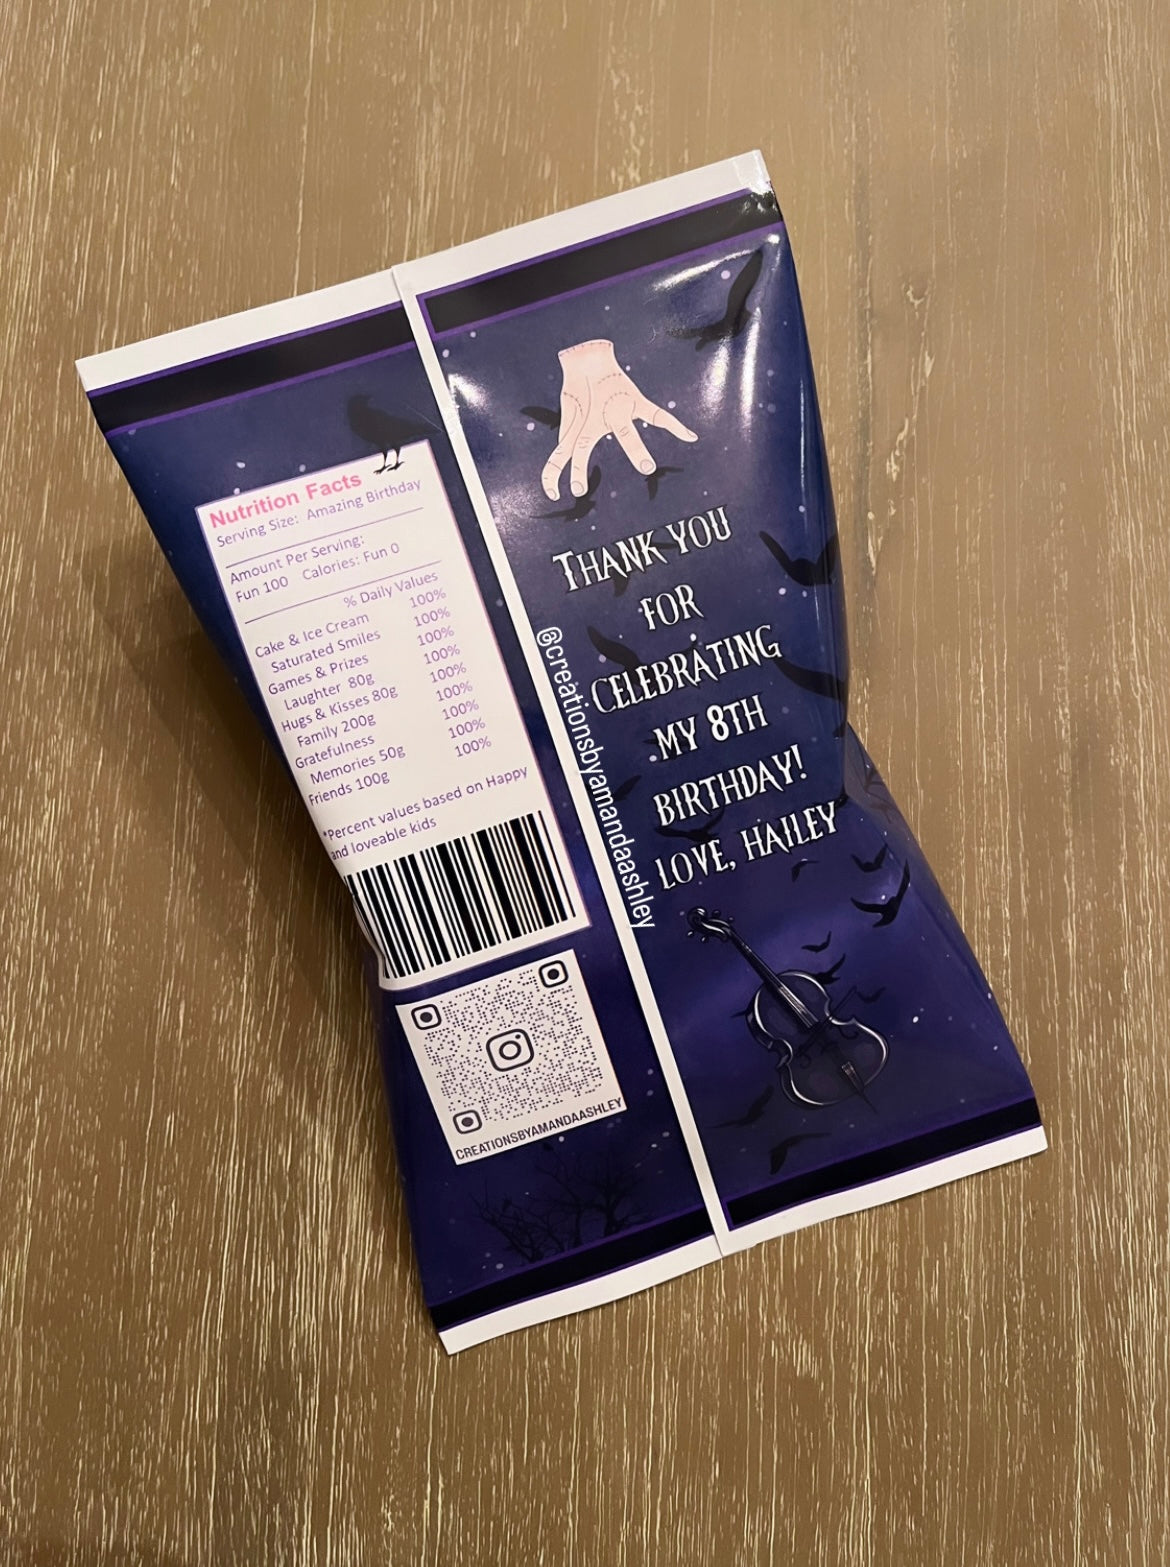 Nutrition Facts
Serving Size: Amazing Birthday
Amount Per Serving:
Fun 100 Calories: Fun 0
% Daily Values
Cake & Ice Cream 100%
Saturated Smiles 100%
Games & Prizes 100%
Laughter 80g 100%
Hugs & Kisses 80g 100%
Family 200g 100%
Gratefulness 100%
Memories 50g 100%
Friends 100g 100%
*Percent values based on Happy
and loveable kids
CREATIONSBYAMANDAASHLEY
@creationsbyamandaashley
THANK YOU
FOR
CELEBRATING
MY 8TH
BIRTHDAY!
LOVE, HAILEY